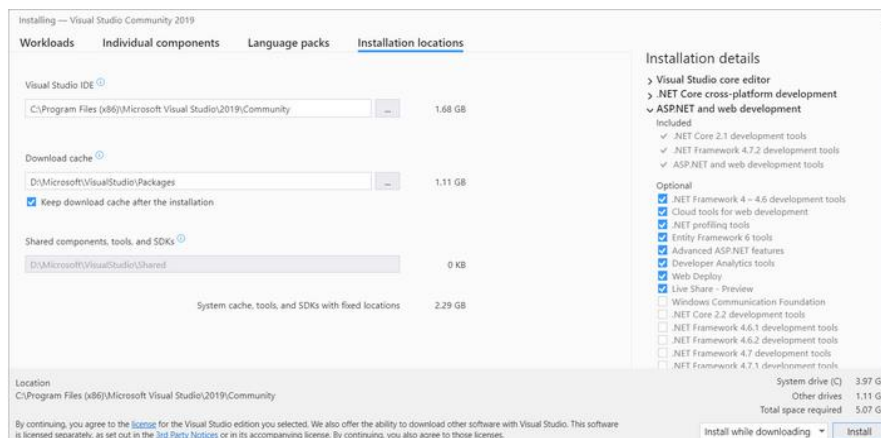 Installing — Visual Studio Community 2019
Workloads Individual components Language packs Installation locations
Visual Studio IDE
C:\Program Files (x86)\Microsoft Visual Studio\2019\Community ... 1.68 GB
Download cache
D:\Microsoft\VisualStudio\Packages ... 1.11 GB
Keep download cache after the installation
Shared components, tools, and SDKs
D:\Microsoft\VisualStudio\Shared 0 KB
System cache, tools, and SDKs with fixed locations 2.29 GB
Installation details
Visual Studio core editor
.NET Core cross-platform development
ASP.NET and web development
Included
.NET Core 2.1 development tools
.NET Framework 4.7.2 development tools
ASP.NET and web development tools
Optional
.NET Framework 4 – 4.6 development tools
Cloud tools for web development
.NET profiling tools
Entity Framework 6 tools
Advanced ASP.NET features
Developer Analytics tools
Web Deploy
Live Share - Preview
Windows Communication Foundation
.NET Core 2.2 development tools
.NET Framework 4.6.1 development tools
.NET Framework 4.6.2 development tools
.NET Framework 4.7 development tools
.NET Framework 4.7.1 development tools
Location
C:\Program Files (x86)\Microsoft Visual Studio\2019\Community
System drive (C) 3.97 G
Other drives 1.11 G
Total space required 5.07 G
By continuing, you agree to the license for the Visual Studio edition you selected. We also offer the ability to download other software with Visual Studio. This software
is licensed separately, as set out in the 3rd Party Notices or in its accompanying license. By continuing, you also agree to those licenses.
Install while downloading Install